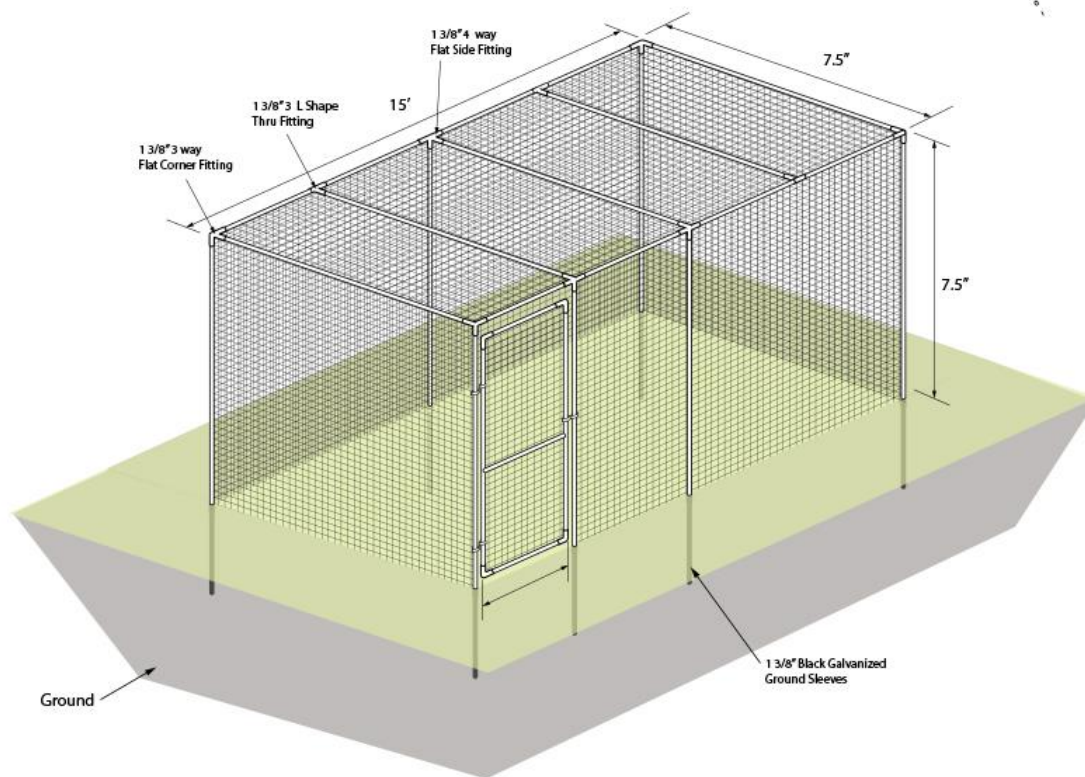 1 3/8" 4 way
Flat Side Fitting
7.5"
15'
1 3/8" 3 L Shape
Thru Fitting
1 3/8" 3 way
Flat Corner Fitting
7.5"
1 3/8" Black Galvanized
Ground Sleeves
Ground